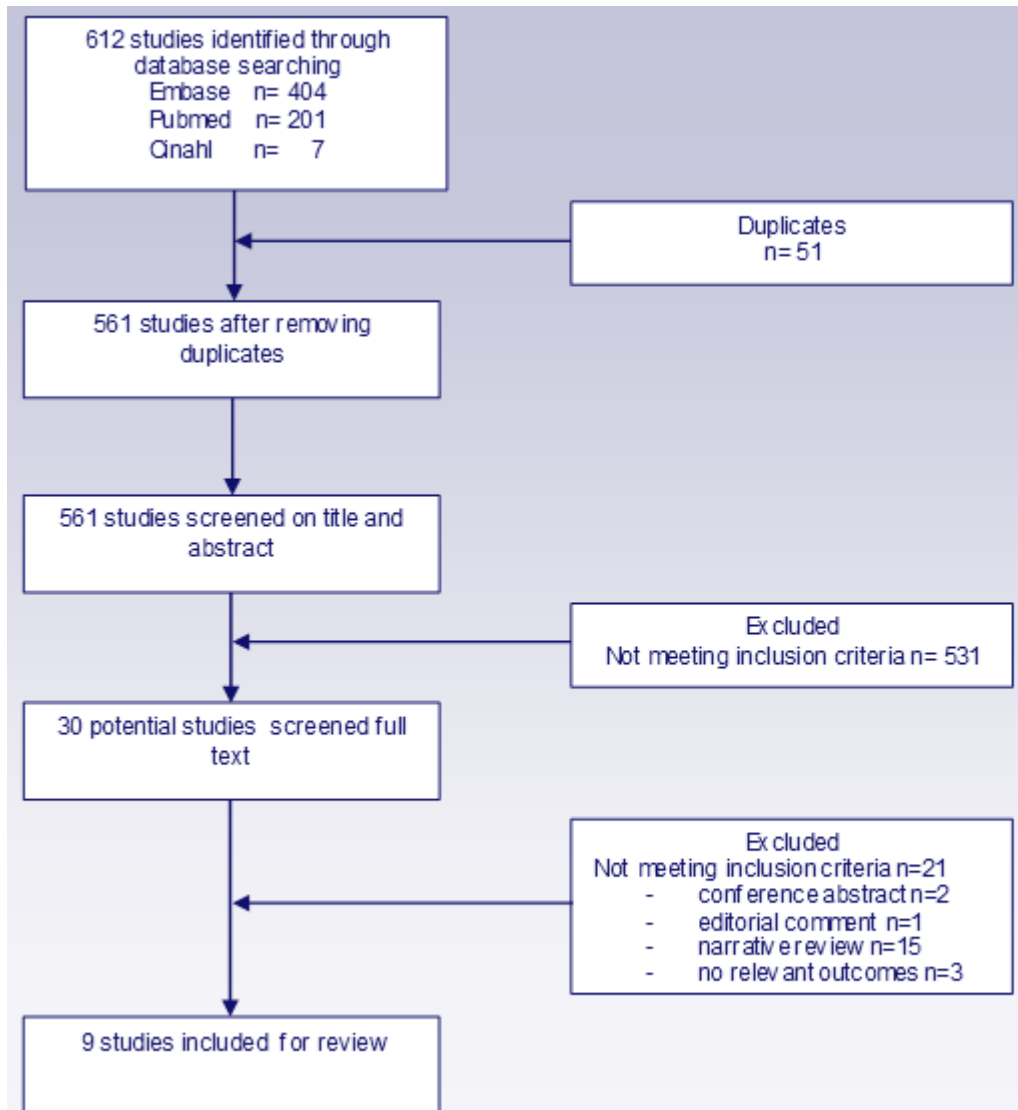 612 studies identified through
database searching
Embase n= 404
Pubmed n= 201
Cinahl n= 7
Duplicates
n= 51
561 studies after removing
duplicates
561 studies screened on title and
abstract
Excluded
Not meeting inclusion criteria n= 531
30 potential studies screened full
text
Excluded
Not meeting inclusion criteria n=21
- conference abstract n=2
- editorial comment n=1
- narrative review n=15
- no relevant outcomes n=3
9 studies included for review